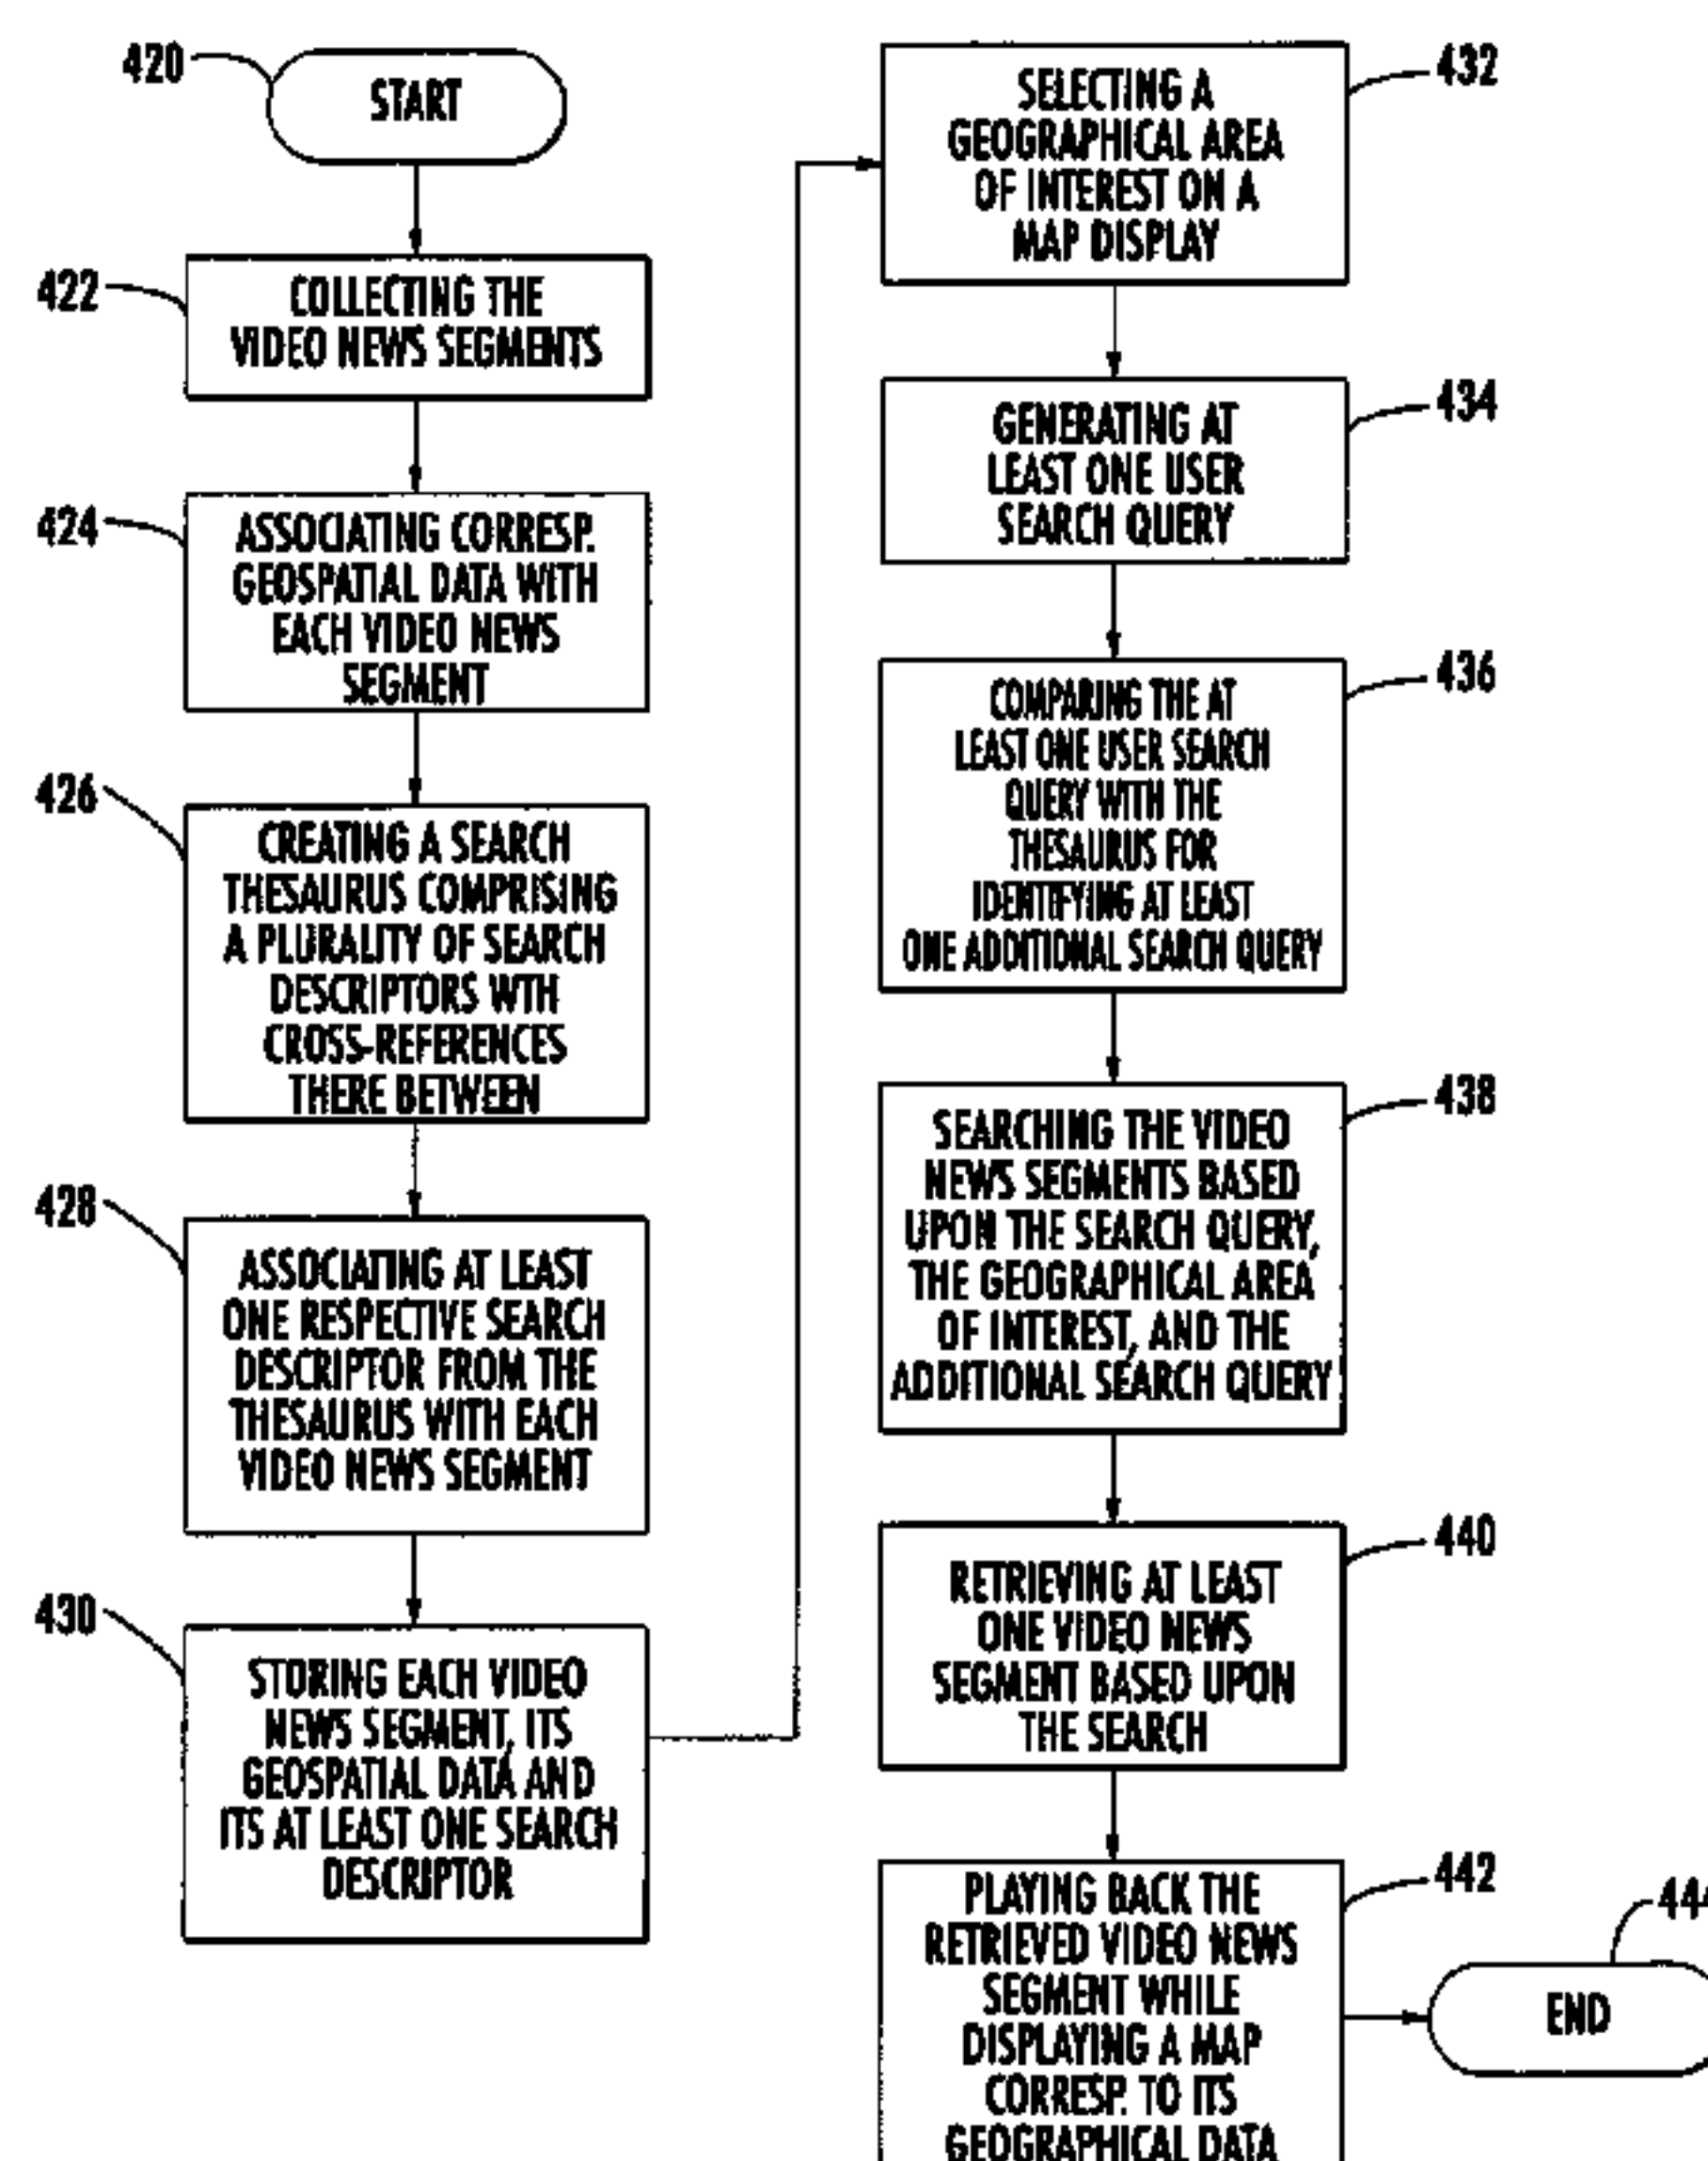 420
START
422
COLLECTING THE
VIDEO NEWS SEGMENTS
424
ASSOCIATING CORRESP.
GEOSPATIAL DATA WITH
EACH VIDEO NEWS
SEGMENT
426
CREATING A SEARCH
THESAURUS COMPRISING
A PLURALITY OF SEARCH
DESCRIPTORS WTH
CROSS-REFERENCES
THERE BETWEEN
428
ASSOCIATING AT LEAST
ONE RESPECTIVE SEARCH
DESCRIPTOR FROM THE
THESAURUS WITH EACH
VIDEO NEWS SEGMENT
430
STORING EACH VIDEO
NEWS SEGMENT, ITS
GEOSPATIAL DATA AND
ITS AT LEAST ONE SEARCH
DESCRIPTOR
432
SELECTING A
GEOGRAPHICAL AREA
OF INTEREST ON A
MAP DISPLAY
434
GENERATING AT
LEAST ONE USER
SEARCH QUERY
436
COMPARING THE AT
LEAST ONE USER SEARCH
QUERY WITH THE
THESAURUS FOR
IDENTIFYING AT LEAST
ONE ADDITIONAL SEARCH QUERY
438
SEARCHING THE VIDEO
NEWS SEGMENTS BASED
UPON THE SEARCH QUERY,
THE GEOGRAPHICAL AREA
OF INTEREST, AND THE
ADDITIONAL SEARCH QUERY
440
RETRIEVING AT LEAST
ONE VIDEO NEWS
SEGMENT BASED UPON
THE SEARCH
442
PLAYING BACK THE
RETRIEVED VIDEO NEWS
SEGMENT WHILE
DISPLAYING A MAP
CORRESP. TO ITS
GEOGRAPHICAL DATA
444
END